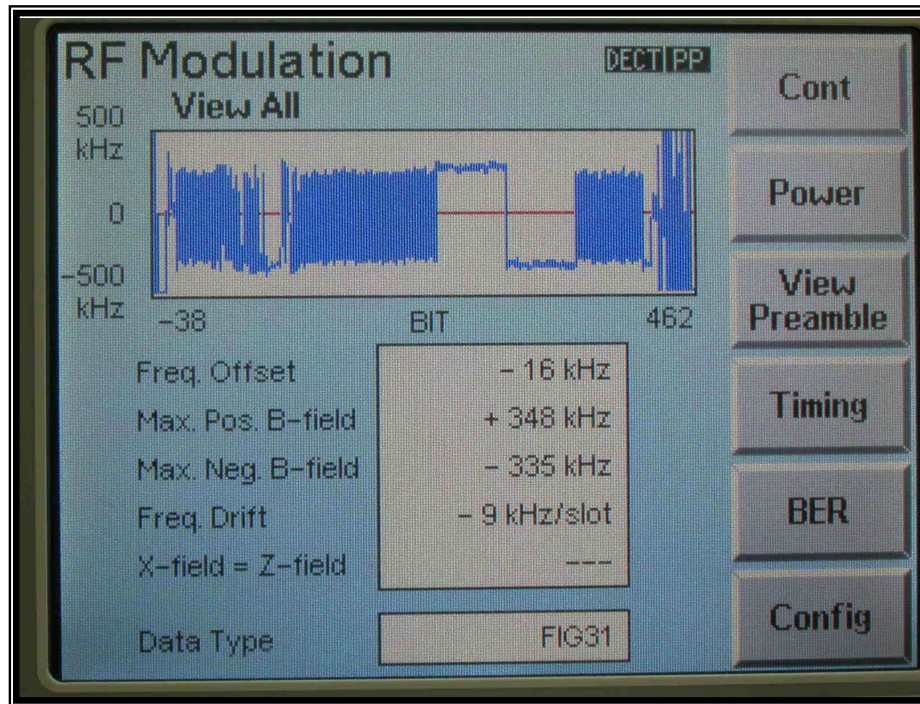 RF Modulation
DECT PP
View All
500
kHz
0
-500
kHz
-38
BIT
462
Freq. Offset
- 16 kHz
Max. Pos. B-field
+ 348 kHz
Max. Neg. B-field
- 335 kHz
Freq. Drift
- 9 kHz/slot
X-field = Z-field
---
Data Type
FIG31
Cont
Power
View
Preamble
Timing
BER
Config